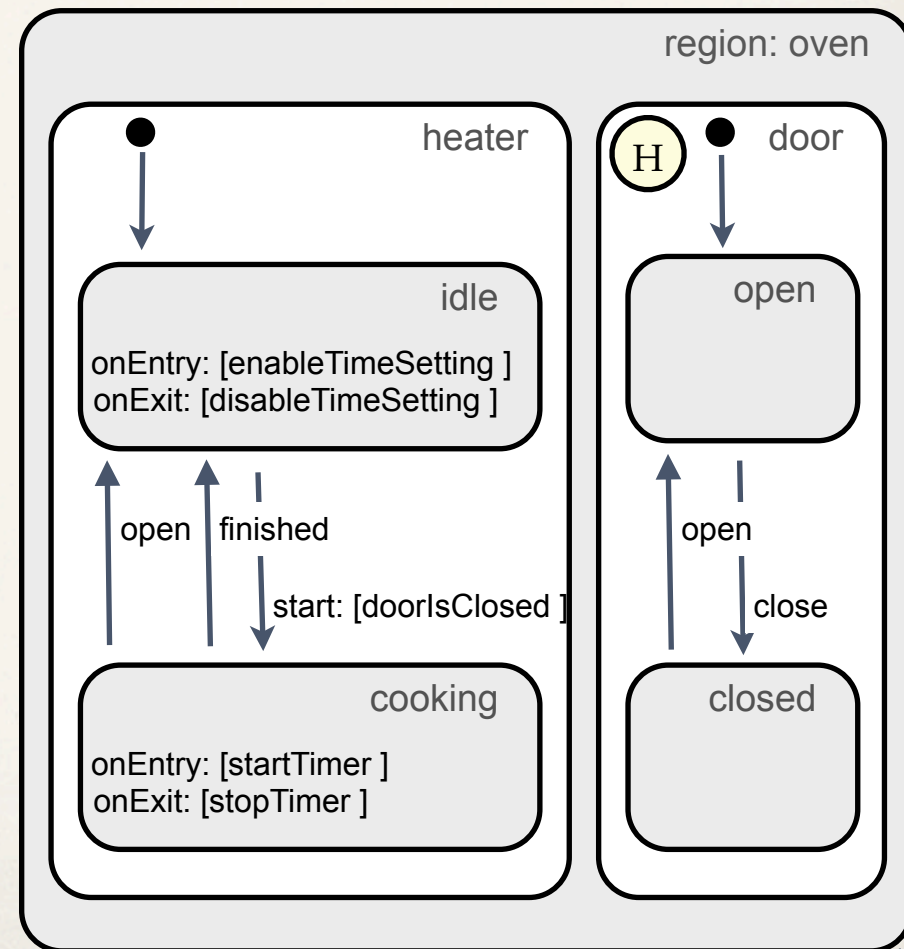 region: oven
heater
H
door
idle
onEntry: [enableTimeSetting ]
onExit: [disableTimeSetting ]
open
open
finished
start: [doorIsClosed ]
open
close
cooking
onEntry: [startTimer ]
onExit: [stopTimer ]
closed